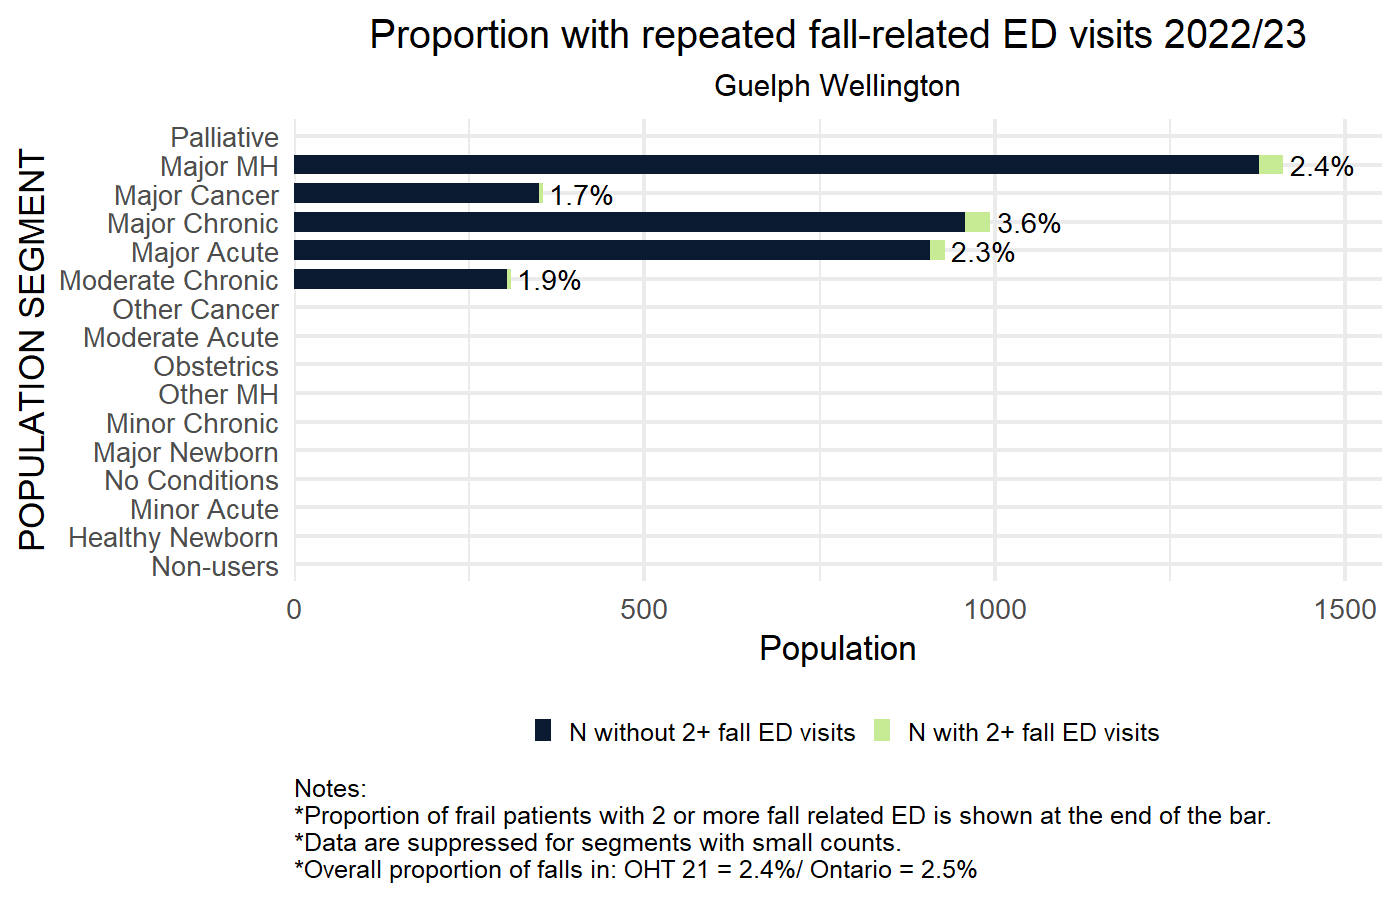 Proportion with repeated fall-related ED visits 2022/23
Guelph Wellington
POPULATION SEGMENT
Palliative
Major MH
2.4%
Major Cancer
1.7%
Major Chronic
3.6%
Major Acute
2.3%
Moderate Chronic
1.9%
Other Cancer
Moderate Acute
Obstetrics
Other MH
Minor Chronic
Major Newborn
No Conditions
Minor Acute
Healthy Newborn
Non-users
0 500 1000 1500
Population
N without 2+ fall ED visits N with 2+ fall ED visits
Notes:
*Proportion of frail patients with 2 or more fall related ED is shown at the end of the bar.
*Data are suppressed for segments with small counts.
*Overall proportion of falls in: OHT 21 = 2.4%/ Ontario = 2.5%